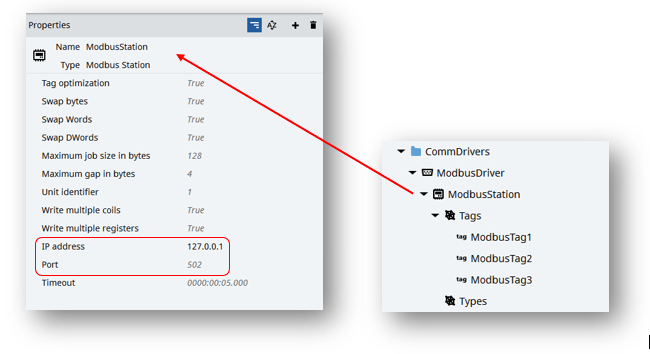 Properties
Name ModbusStation
Type Modbus Station
Tag optimization True
Swap bytes True
Swap Words True
Swap DWords True
Maximum job size in bytes 128
Maximum gap in bytes 4
Unit identifier 1
Write multiple coils True
Write multiple registers True
IP address 127.0.0.1
Port 502
Timeout 0000:00:05.000
CommDrivers
ModbusDriver
ModbusStation
Tags
tag ModbusTag1
tag ModbusTag2
tag ModbusTag3
Types